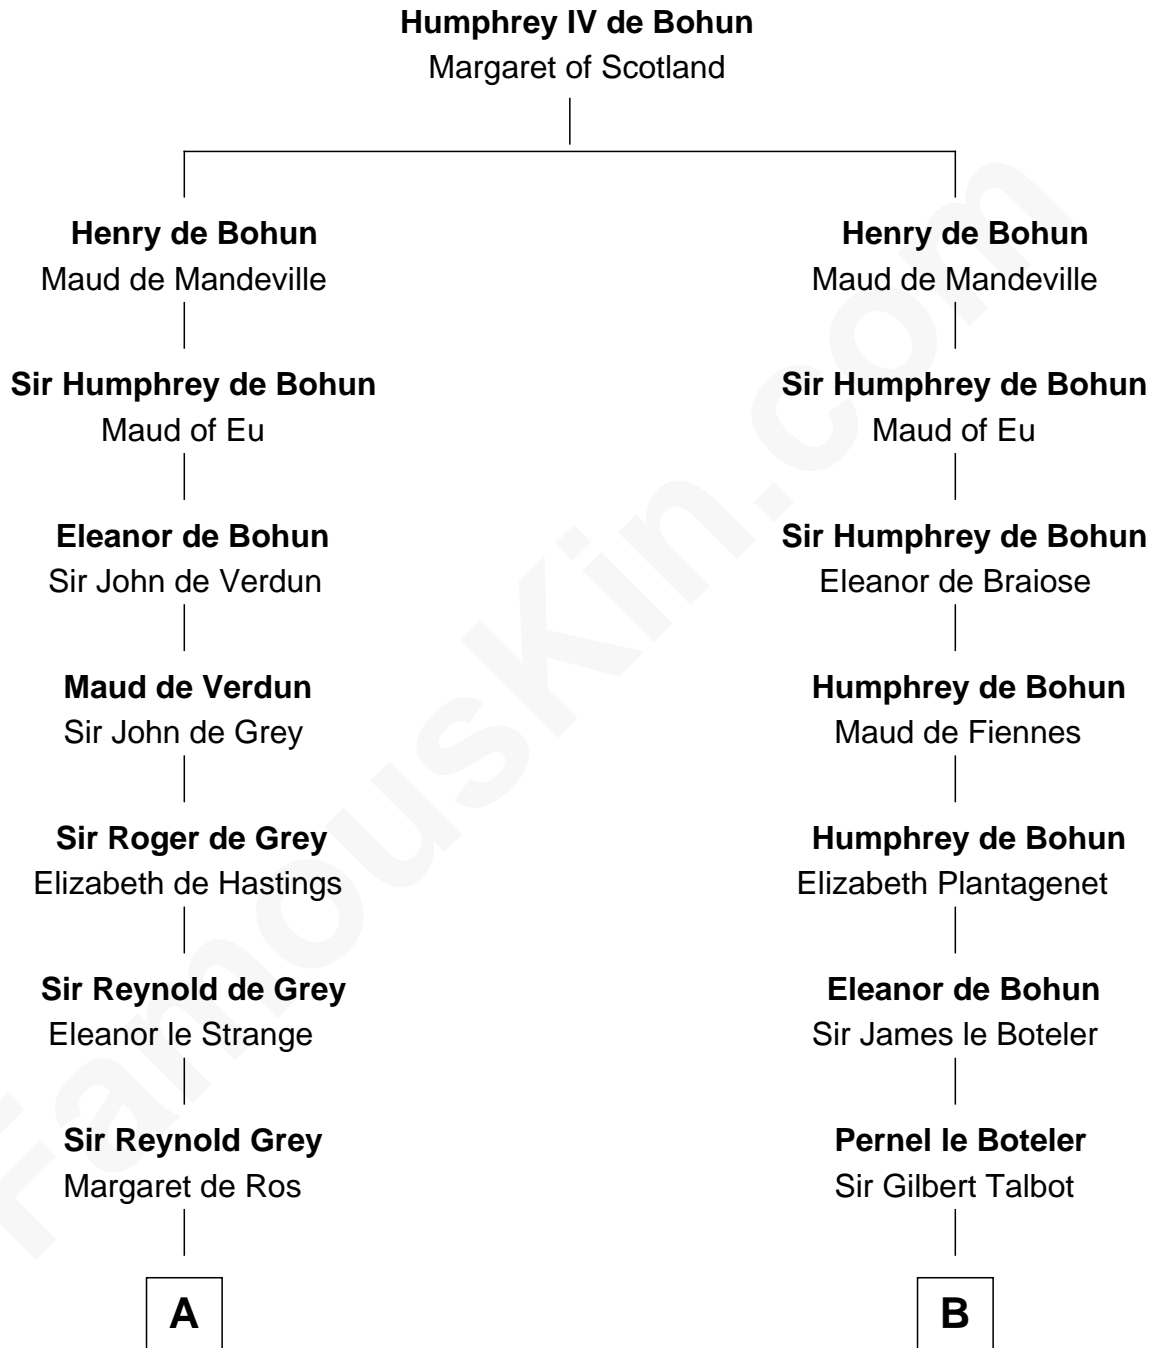 Humphrey IV de Bohun
Margaret of Scotland
Henry de Bohun
Maud de Mandeville
Henry de Bohun
Maud de Mandeville
Sir Humphrey de Bohun
Maud of Eu
Sir Humphrey de Bohun
Maud of Eu
Eleanor de Bohun
Sir John de Verdun
Sir Humphrey de Bohun
Eleanor de Braiose
Maud de Verdun
Sir John de Grey
Humphrey de Bohun
Maud de Fiennes
Sir Roger de Grey
Elizabeth de Hastings
Humphrey de Bohun
Elizabeth Plantagenet
Sir Reynold de Grey
Eleanor le Strange
Eleanor de Bohun
Sir James le Boteler
Sir Reynold Grey
Margaret de Ros
Pernel le Boteler
Sir Gilbert Talbot
A
B
FamousKin.com